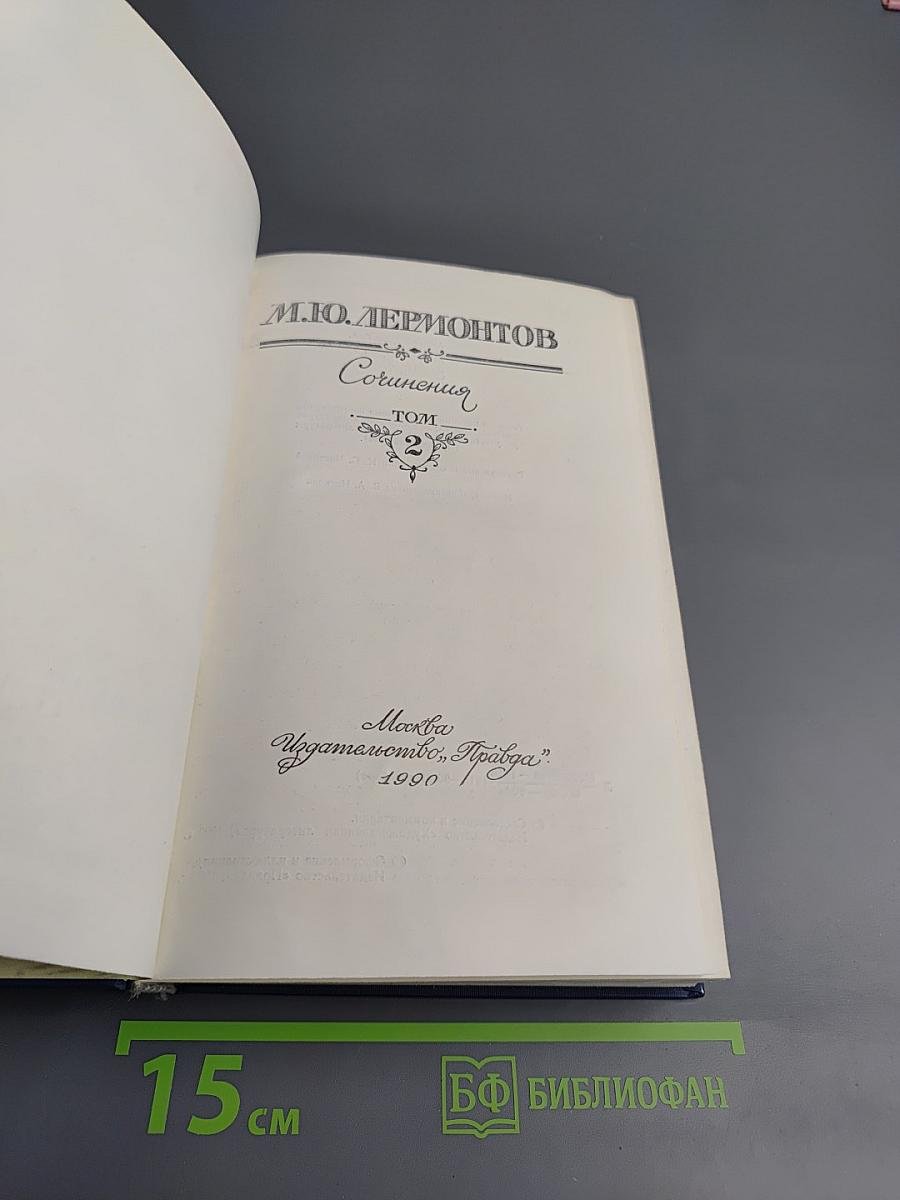 М.Ю. ЛЕРМОНТОВ
Сочинения
ТОМ
2
Москва
Издательство „Правда“.
1990
15 см
БФ БИБЛИОФАН